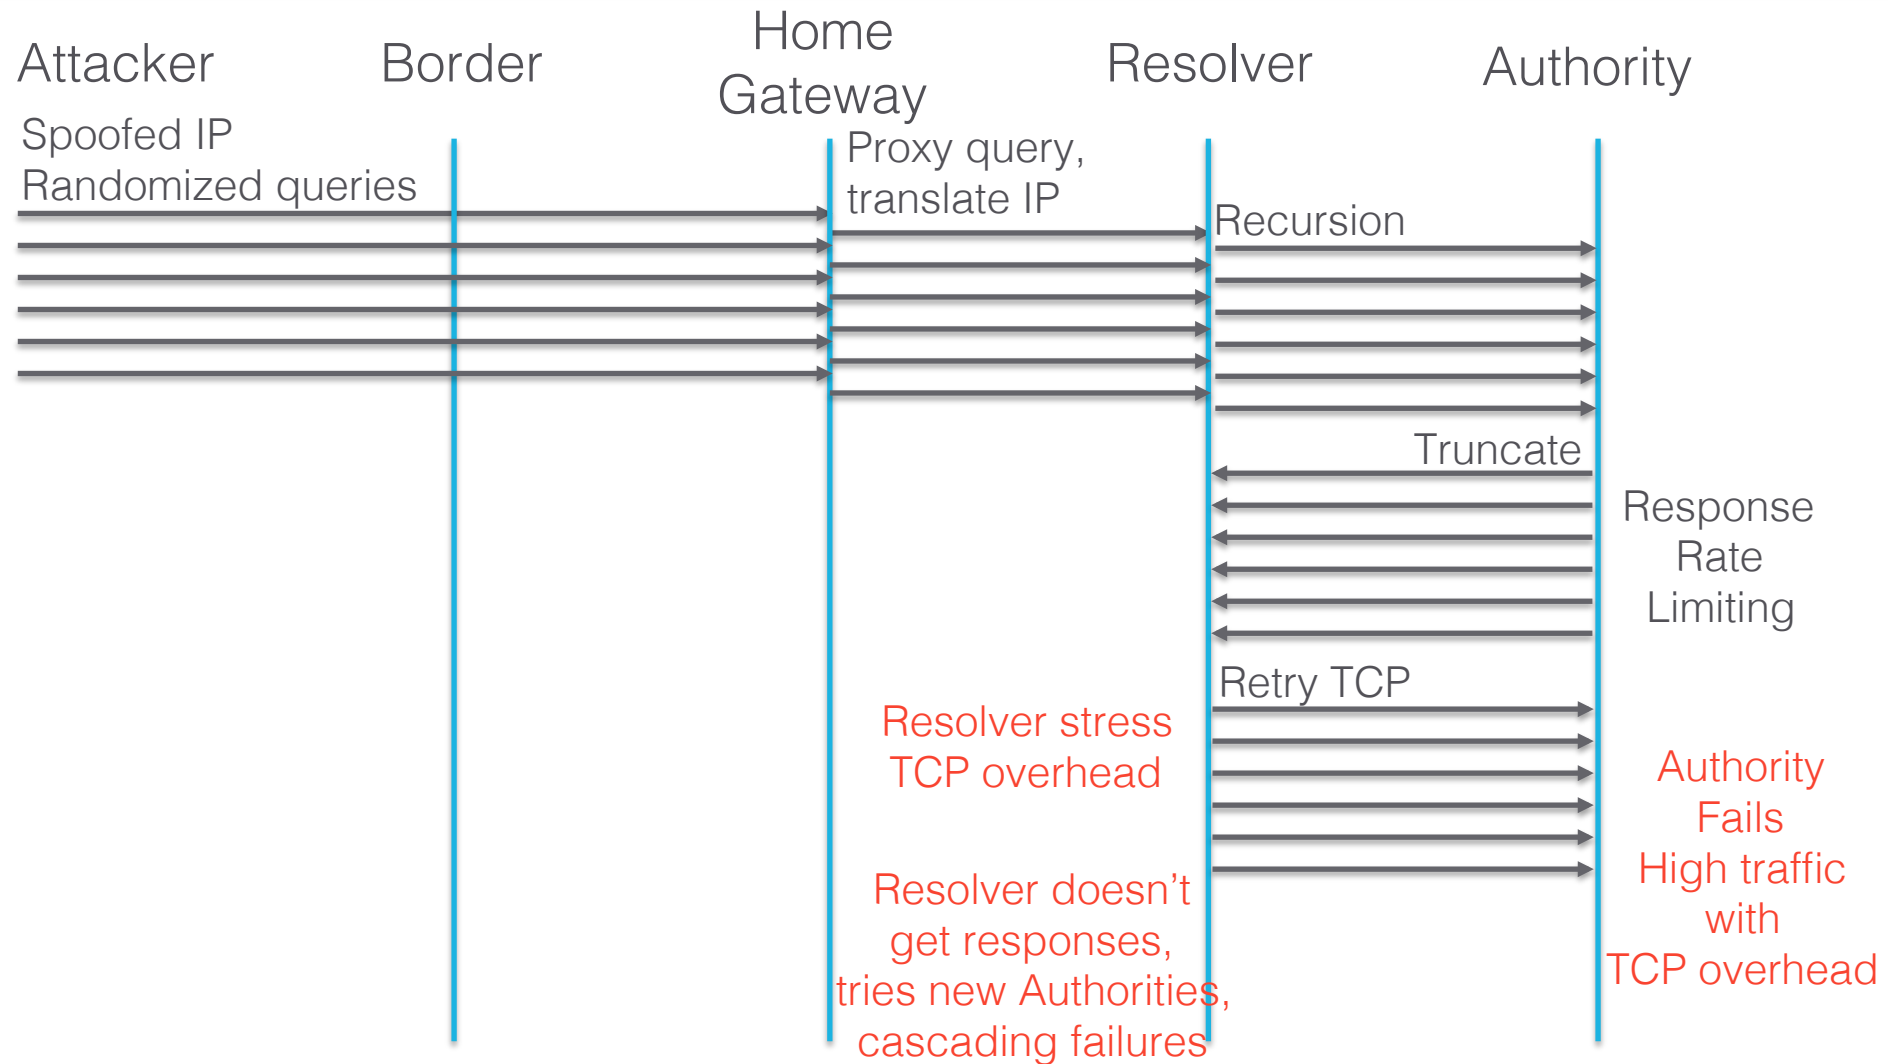 Attacker
Border
Home
Gateway
Resolver
Authority
Spoofed IP
Randomized queries
Proxy query,
translate IP
Recursion
Truncate
Response
Rate
Limiting
Retry TCP
Resolver stress
TCP overhead
Authority
Fails
High traffic
with
TCP overhead
Resolver doesn’t
get responses,
tries new Authorities,
cascading failures